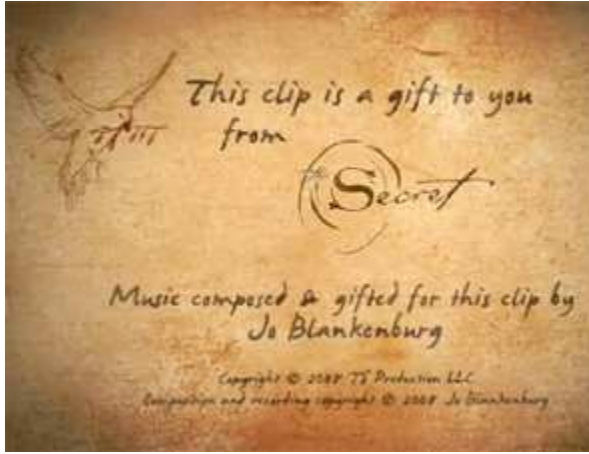 This clip is a gift to you
from
The Secret
Music composed & gifted for this clip by
Jo Blankenburg
Copyright © 2008 TS Production LLC
Composition and recording copyright © 2008 Jo Blankenburg